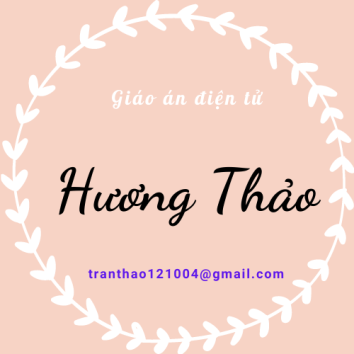 Giáo án điện tử
Hương Thảo
tranthao121004@gmail.com